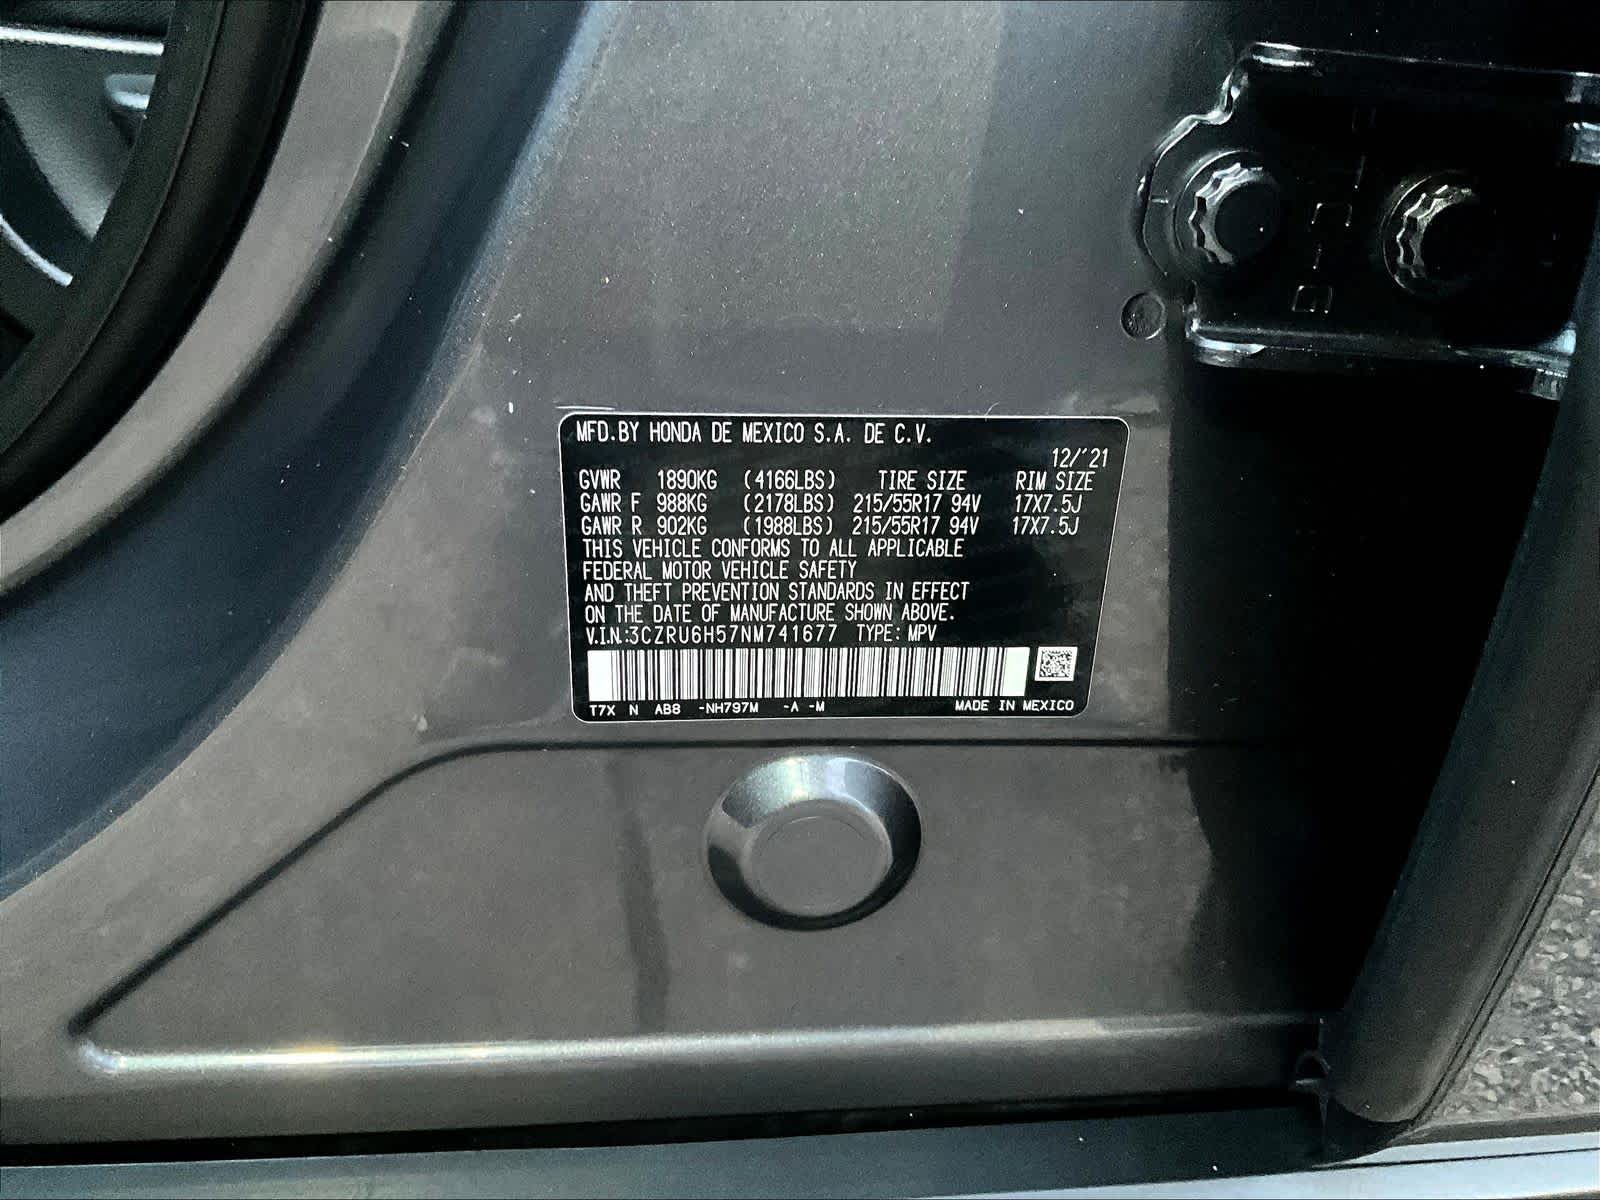 MFD.BY HONDA DE MEXICO S.A. DE C.V.
12/'21
GVWR 1890KG (4166LBS) TIRE SIZE RIM SIZE
GAWR F 988KG (2178LBS) 215/55R17 94V 17X7.5J
GAWR R 902KG (1988LBS) 215/55R17 94V 17X7.5J
THIS VEHICLE CONFORMS TO ALL APPLICABLE
FEDERAL MOTOR VEHICLE SAFETY
AND THEFT PREVENTION STANDARDS IN EFFECT
ON THE DATE OF MANUFACTURE SHOWN ABOVE.
V.I.N.:3CZRU6H57NM741677 TYPE: MPV
T7X N AB8 -NH797M -A -M MADE IN MEXICO